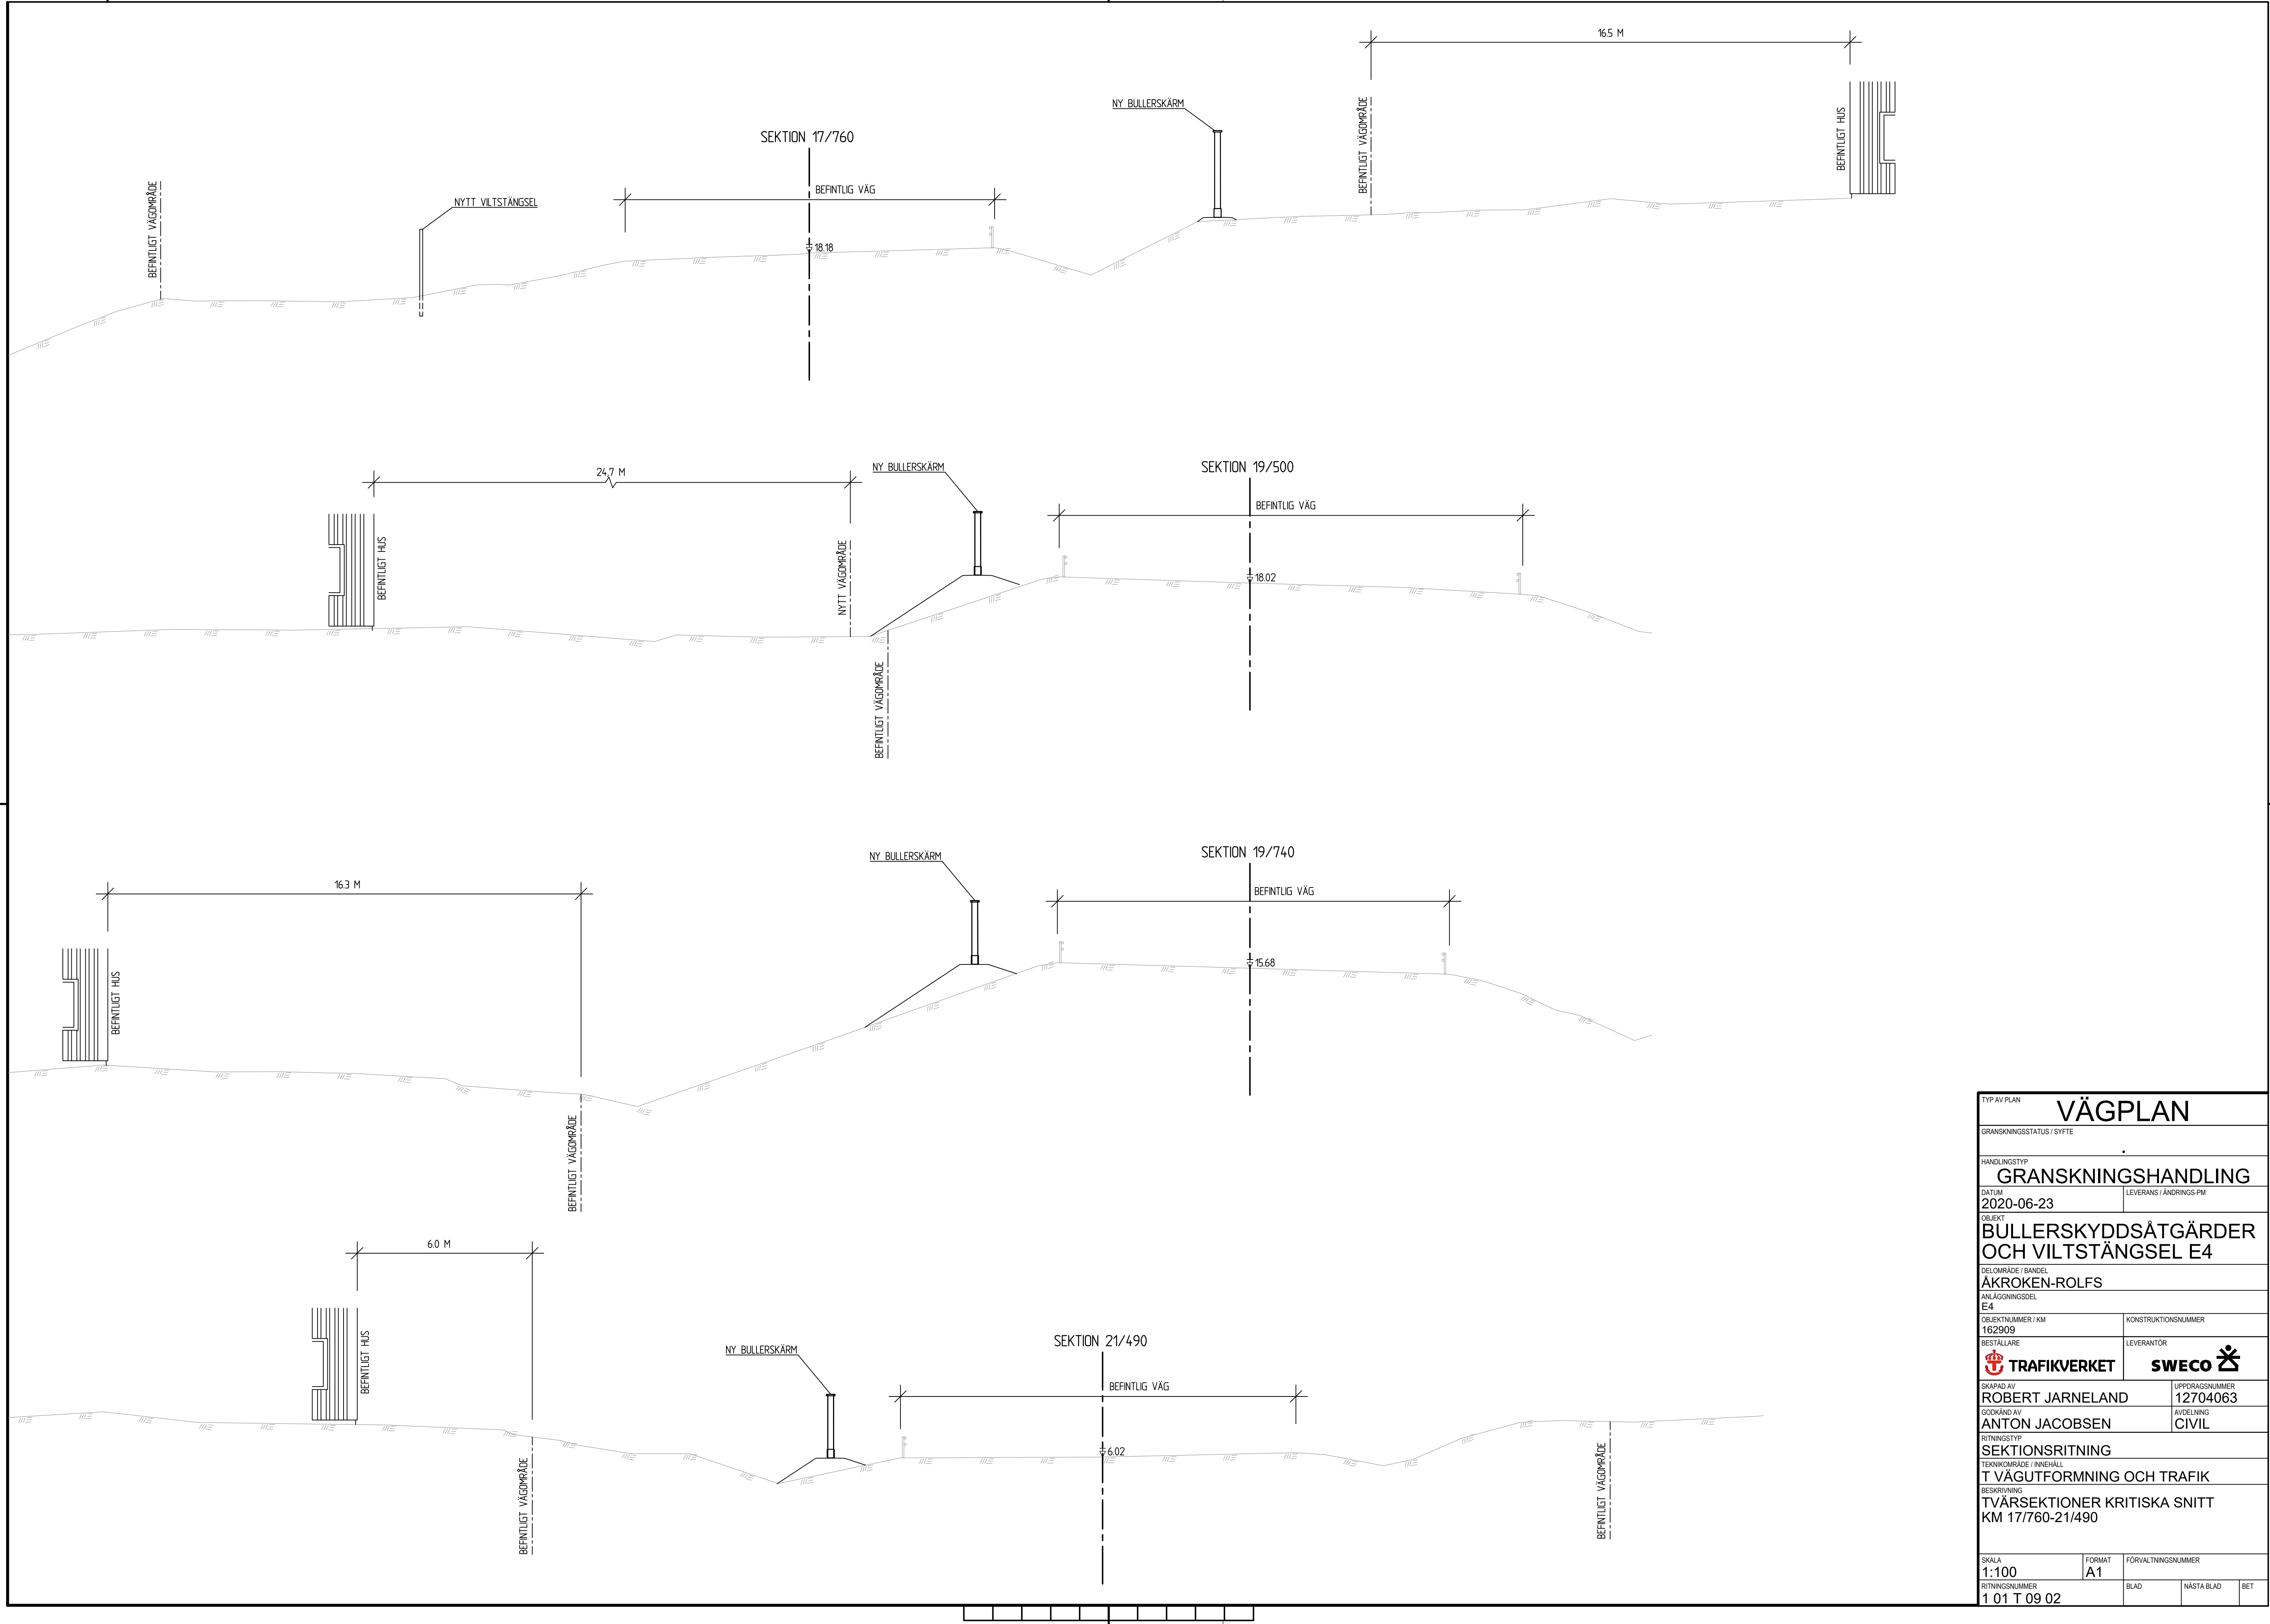 16.5 M
NY BULLERSKÄRM
BEFINTLIGT VÄGOMRÅDE
BEFINTLIGT HUS
SEKTION 17/760
BEFINTLIG VÄG
BEFINTLIGT VÄGOMRÅDE
NYTT VILTSTÄNGSEL
18.18
24,7 M
NY BULLERSKÄRM
SEKTION 19/500
BEFINTLIG VÄG
BEFINTLIGT HUS
NYTT VÄGOMRÅDE
18.02
BEFINTLIGT VÄGOMRÅDE
16.3 M
NY BULLERSKÄRM
SEKTION 19/740
BEFINTLIG VÄG
15.68
BEFINTLIGT HUS
BEFINTLIGT VÄGOMRÅDE
6.0 M
BEFINTLIGT HUS
NY BULLERSKÄRM
SEKTION 21/490
BEFINTLIG VÄG
6.02
BEFINTLIGT VÄGOMRÅDE
BEFINTLIGT VÄGOMRÅDE
TYP AV PLAN
VÄGPLAN
GRANSKNINGSSTATUS / SYFTE
.
HANDLINGSTYP
GRANSKNINGSHANDLING
DATUM
2020-06-23
LEVERANS / ÄNDRINGS-PM
OBJEKT
BULLERSKYDDSÅTGÄRDER
OCH VILTSTÄNGSEL E4
DELOMRÅDE / BANDEL
ÅKROKEN-ROLFS
ANLÄGGNINGSDEL
E4
OBJEKTNUMMER / KM
162909
KONSTRUKTIONSNUMMER
BESTÄLLARE
TRAFIKVERKET
LEVERANTÖR
SWECO
SKAPAD AV
ROBERT JARNELAND
UPPDRAGSNUMMER
12704063
GODKÄND AV
ANTON JACOBSEN
AVDELNING
CIVIL
RITNINGSTYP
SEKTIONSRITNING
TEKNIKOMRÅDE / INNEHÅLL
T VÄGUTFORMNING OCH TRAFIK
BESKRIVNING
TVÄRSEKTIONER KRITISKA SNITT
KM 17/760-21/490
SKALA
1:100
FORMAT
A1
FÖRVALTNINGSNUMMER
RITNINGSNUMMER
1 01 T 09 02
BLAD
NÄSTA BLAD
BET